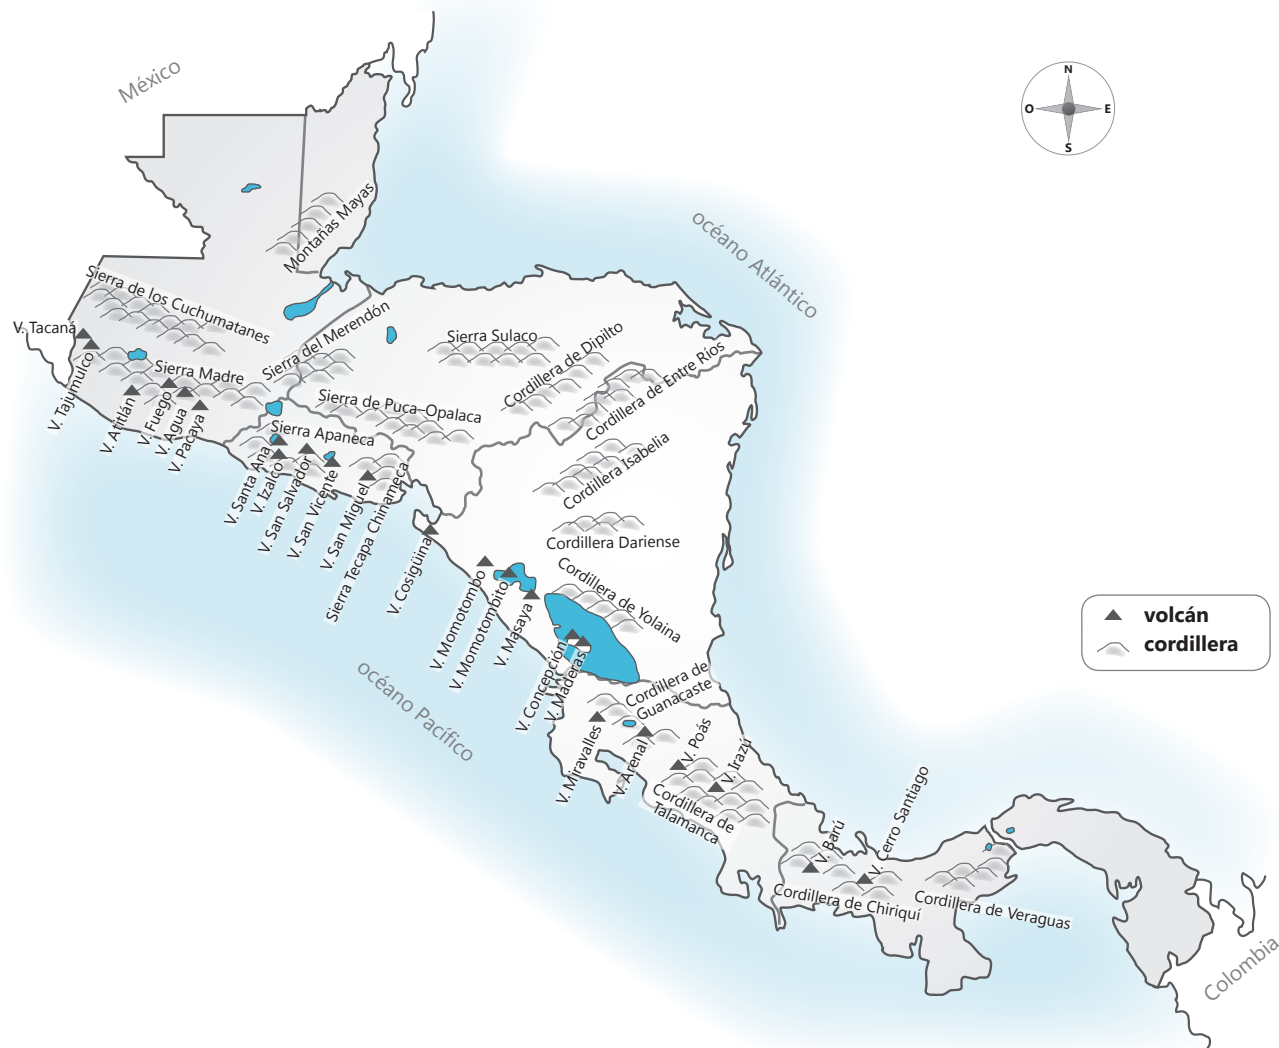 México
N
O
E
S
océano Atlántico
Montañas Mayas
Sierra de los Cuchumatanes
V. Tacaná
V. Tajumulco
Sierra del Merendón
Sierra Madre
V. Atitlán
V. Fuego
V. Agua
V. Pacaya
Sierra Sulaco
Cordillera de Dipilto
Cordillera de Entre Ríos
Sierra de Puca–Opalaca
Sierra Apaneca
V. Santa Ana
V. Izalco
V. San Salvador
V. San Vicente
V. San Miguel
Sierra Tecapa Chinameca
Cordillera Isabelia
Cordillera Dariense
V. Cosigüina
V. Momotombo
V. Momotombito
V. Masaya
Cordillera de Yolaina
V. Concepción
V. Maderas
océano Pacífico
Cordillera de
Guanacaste
V. Miravalles
V. Arenal
V. Poás
V. Irazú
Cordillera de
Talamanca
V. Barú
V. Cerro Santiago
Cordillera de Chiriquí
Cordillera de Veraguas
Colombia
volcán
cordillera